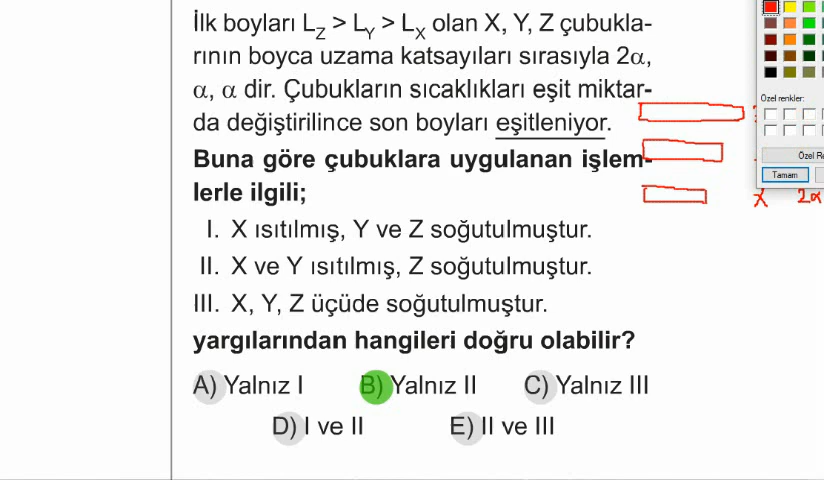 İlk boyları L_Z > L_Y > L_X olan X, Y, Z çubukla-
rının boyca uzama katsayıları sırasıyla 2α,
α, α dir. Çubukların sıcaklıkları eşit miktar-
da değiştirilince son boyları eşitleniyor.
Buna göre çubuklara uygulanan işlem-
lerle ilgili;
I. X ısıtılmış, Y ve Z soğutulmuştur.
II. X ve Y ısıtılmış, Z soğutulmuştur.
III. X, Y, Z üçüde soğutulmuştur.
yargılarından hangileri doğru olabilir?
A) Yalnız I B) Yalnız II C) Yalnız III
D) I ve II E) II ve III
Özel renkler:
Özel
Tamam
x 2α